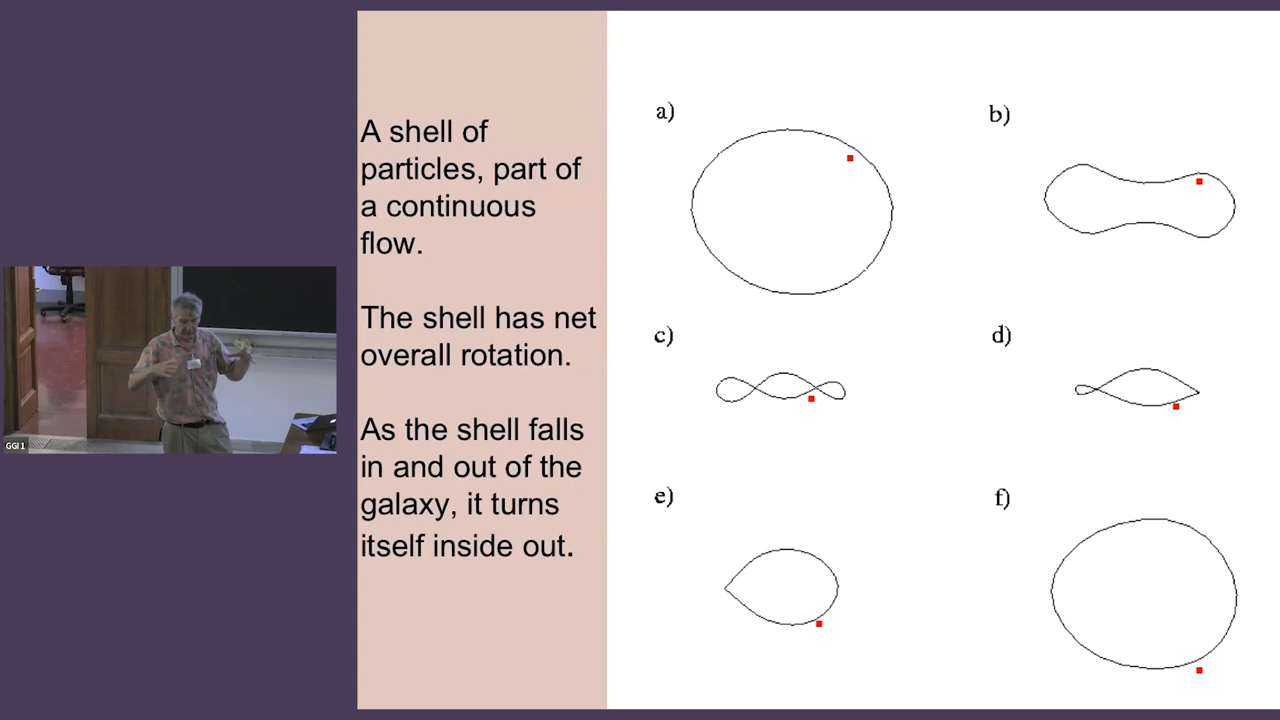 A shell of
particles, part of
a continuous
flow.
The shell has net
overall rotation.
As the shell falls
in and out of the
galaxy, it turns
itself inside out.
a)
b)
c)
d)
e)
f)
GGI 1